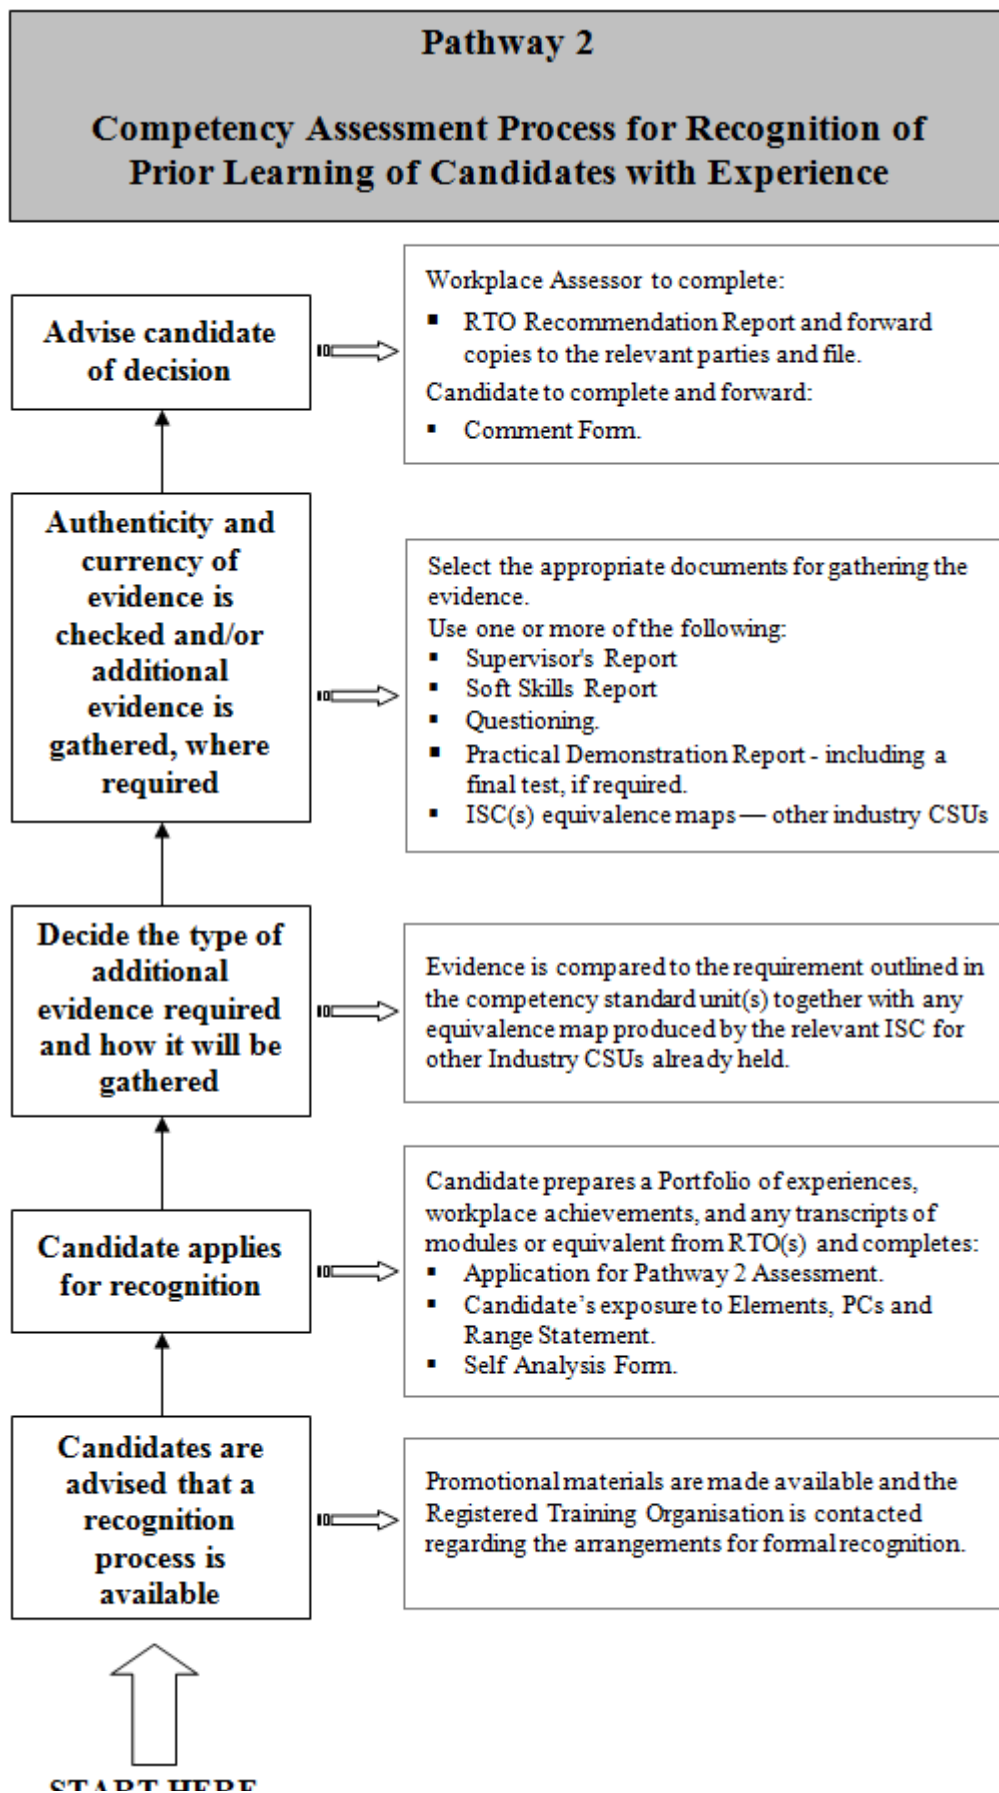 Pathway 2
Competency Assessment Process for Recognition of
Prior Learning of Candidates with Experience
Advise candidate
of decision
Workplace Assessor to complete:
▪ RTO Recommendation Report and forward
copies to the relevant parties and file.
Candidate to complete and forward:
▪ Comment Form.
Authenticity and
currency of
evidence is
checked and/or
additional
evidence is
gathered, where
required
Select the appropriate documents for gathering the
evidence.
Use one or more of the following:
▪ Supervisor's Report
▪ Soft Skills Report
▪ Questioning.
▪ Practical Demonstration Report - including a
final test, if required.
▪ ISC(s) equivalence maps — other industry CSUs
Decide the type of
additional
evidence required
and how it will be
gathered
Evidence is compared to the requirement outlined in
the competency standard unit(s) together with any
equivalence map produced by the relevant ISC for
other Industry CSUs already held.
Candidate applies
for recognition
Candidate prepares a Portfolio of experiences,
workplace achievements, and any transcripts of
modules or equivalent from RTO(s) and completes:
▪ Application for Pathway 2 Assessment.
▪ Candidate’s exposure to Elements, PCs and
Range Statement.
▪ Self Analysis Form.
Candidates are
advised that a
recognition
process is
available
Promotional materials are made available and the
Registered Training Organisation is contacted
regarding the arrangements for formal recognition.
START HERE